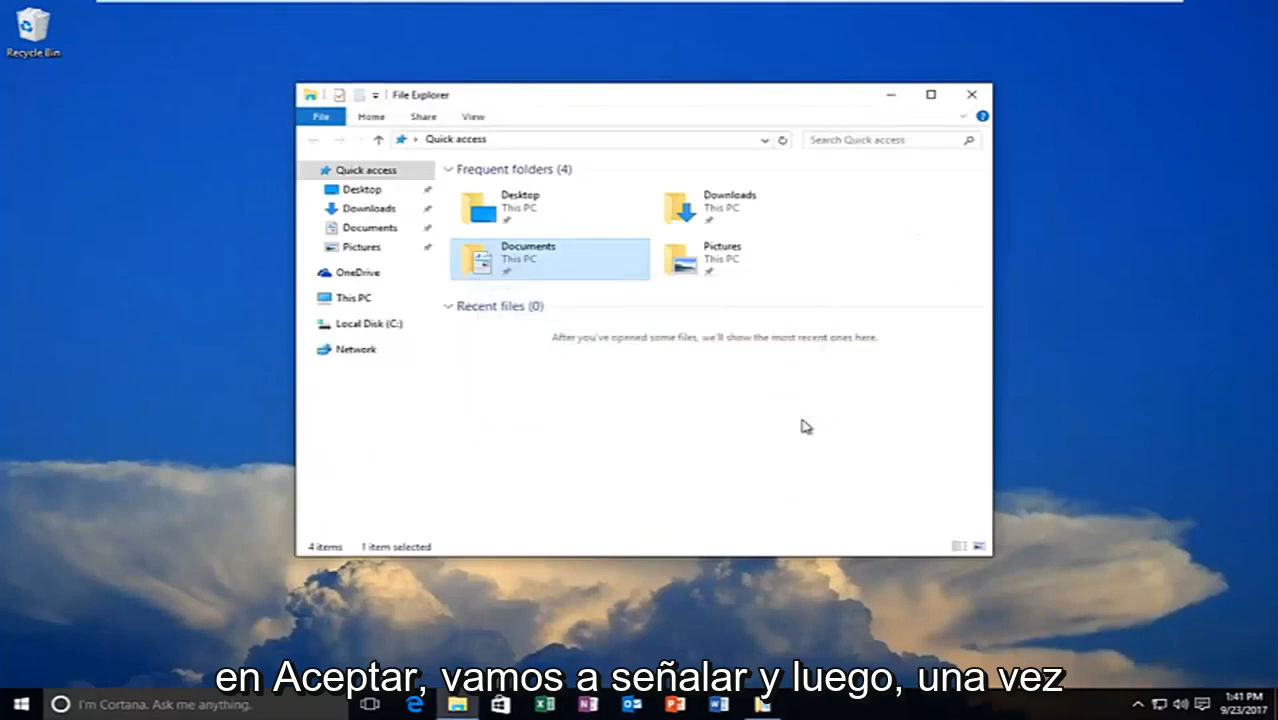 Recycle Bin
File Explorer
File Home Share View
Quick access
Search Quick access
Quick access
Desktop
Downloads
Documents
Pictures
OneDrive
This PC
Local Disk (C:)
Network
Frequent folders (4)
Desktop
This PC
Downloads
This PC
Documents
This PC
Pictures
This PC
Recent files (0)
After you've opened some files, we'll show the most recent ones here.
4 items 1 item selected
en Aceptar, vamos a señalar y luego, una vez
I'm Cortana. Ask me anything.
1:41 PM
9/23/2017